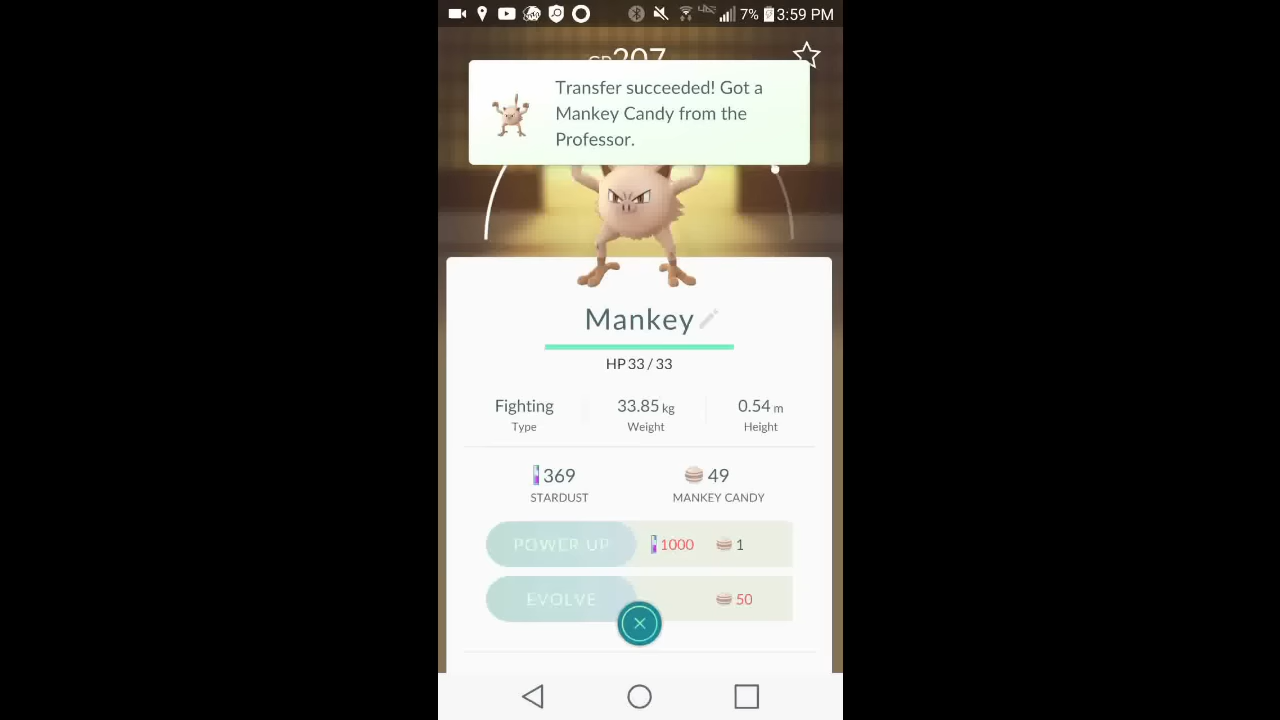 7% 3:59 PM
CP207
Transfer succeeded! Got a
Mankey Candy from the
Professor.
Mankey
HP 33 / 33
Fighting 33.85 kg 0.54 m
Type Weight Height
369 49
STARDUST MANKEY CANDY
POWER UP 1000 1
EVOLVE 50